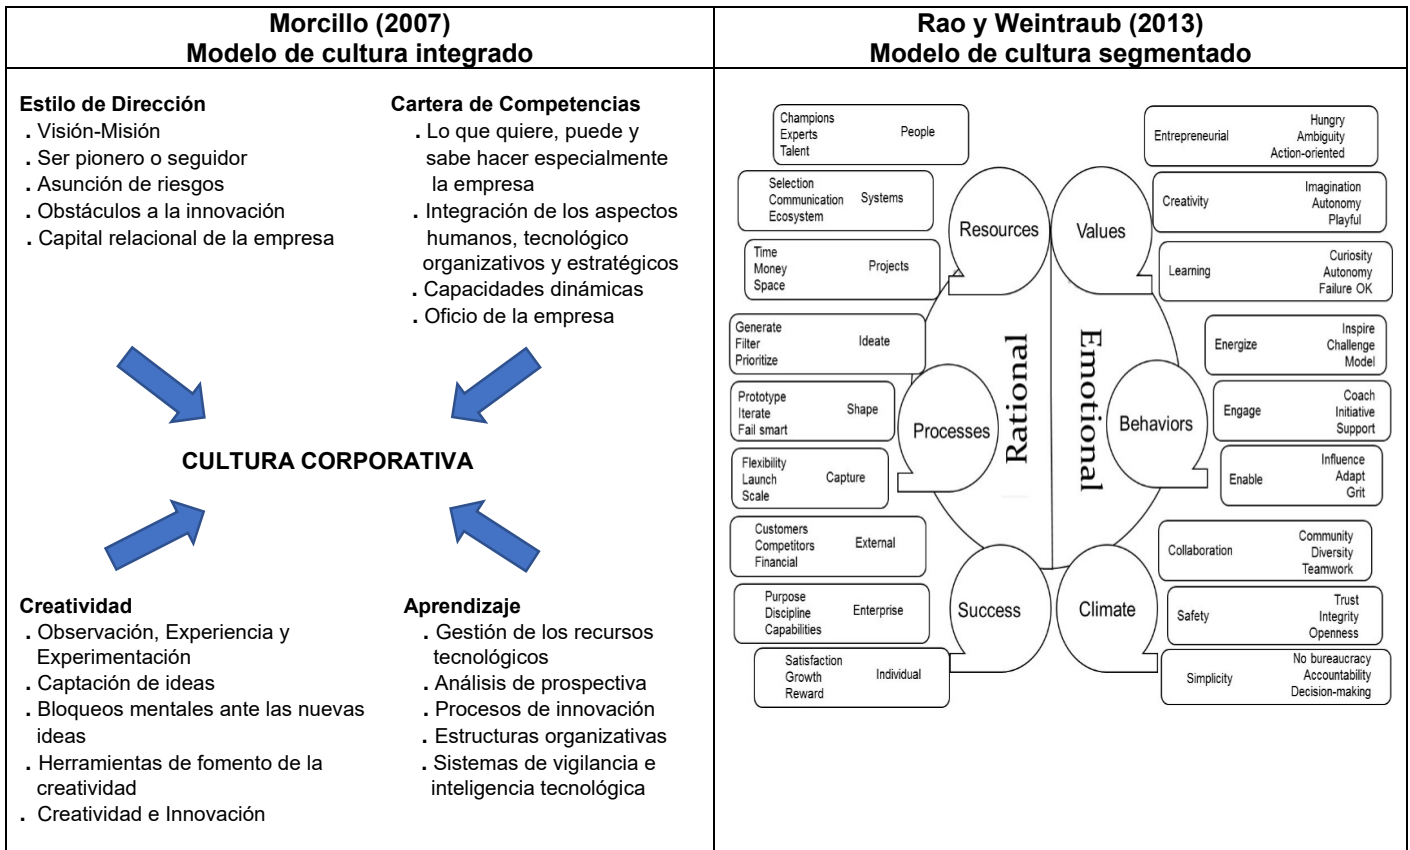 Morcillo (2007)
Modelo de cultura integrado
Estilo de Dirección
. Visión-Misión
. Ser pionero o seguidor
. Asunción de riesgos
. Obstáculos a la innovación
. Capital relacional de la empresa
Cartera de Competencias
. Lo que quiere, puede y
sabe hacer especialmente
la empresa
. Integración de los aspectos
humanos, tecnológico
organizativos y estratégicos
. Capacidades dinámicas
. Oficio de la empresa
CULTURA CORPORATIVA
Creatividad
. Observación, Experiencia y
Experimentación
. Captación de ideas
. Bloqueos mentales ante las nuevas
ideas
. Herramientas de fomento de la
creatividad
. Creatividad e Innovación
Aprendizaje
. Gestión de los recursos
tecnológicos
. Análisis de prospectiva
. Procesos de innovación
. Estructuras organizativas
. Sistemas de vigilancia e
inteligencia tecnológica
Rao y Weintraub (2013)
Modelo de cultura segmentado
Rational
Resources
People
Champions
Experts
Talent
Systems
Selection
Communication
Ecosystem
Projects
Time
Money
Space
Processes
Ideate
Generate
Filter
Prioritize
Shape
Prototype
Iterate
Fail smart
Capture
Flexibility
Launch
Scale
Success
External
Customers
Competitors
Financial
Enterprise
Purpose
Discipline
Capabilities
Individual
Satisfaction
Growth
Reward
Emotional
Values
Entrepreneurial
Hungry
Ambiguity
Action-oriented
Creativity
Imagination
Autonomy
Playful
Learning
Curiosity
Autonomy
Failure OK
Behaviors
Energize
Inspire
Challenge
Model
Engage
Coach
Initiative
Support
Enable
Influence
Adapt
Grit
Climate
Collaboration
Community
Diversity
Teamwork
Safety
Trust
Integrity
Openness
Simplicity
No bureaucracy
Accountability
Decision-making